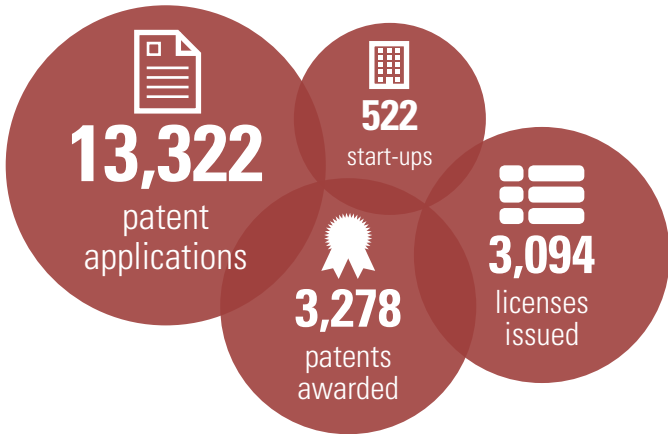 13,322
patent
applications
522
start-ups
3,278
patents
awarded
3,094
licenses
issued